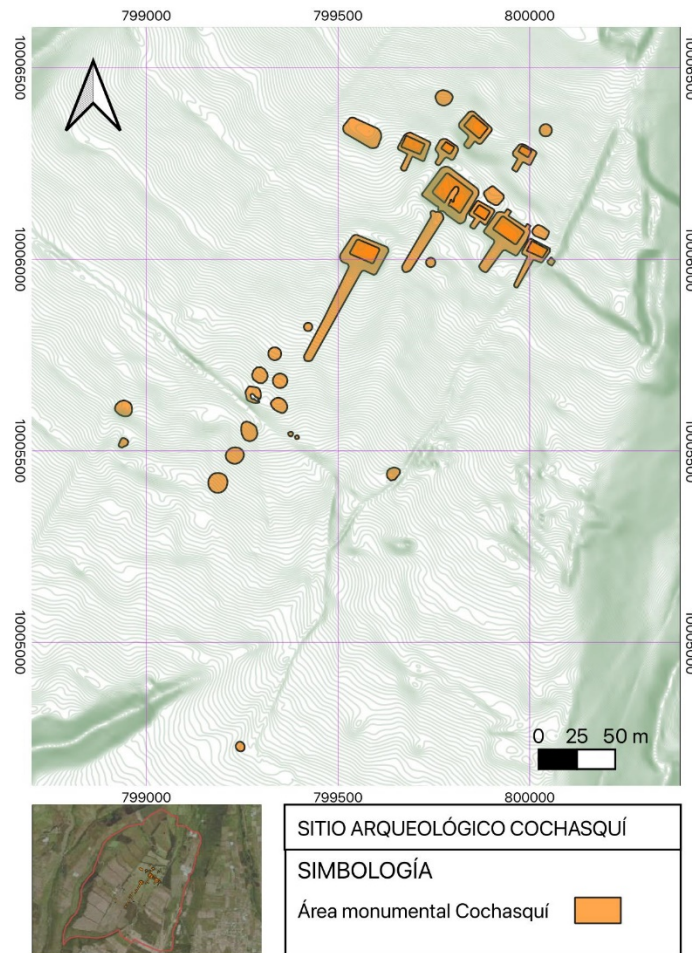 799000 799500 800000
10006500 10006500
10006000 10006000
10005500 10005500
10005000 10005000
0 25 50 m
799000 799500 800000
SITIO ARQUEOLÓGICO COCHASQUÍ
SIMBOLOGÍA
Área monumental Cochasquí